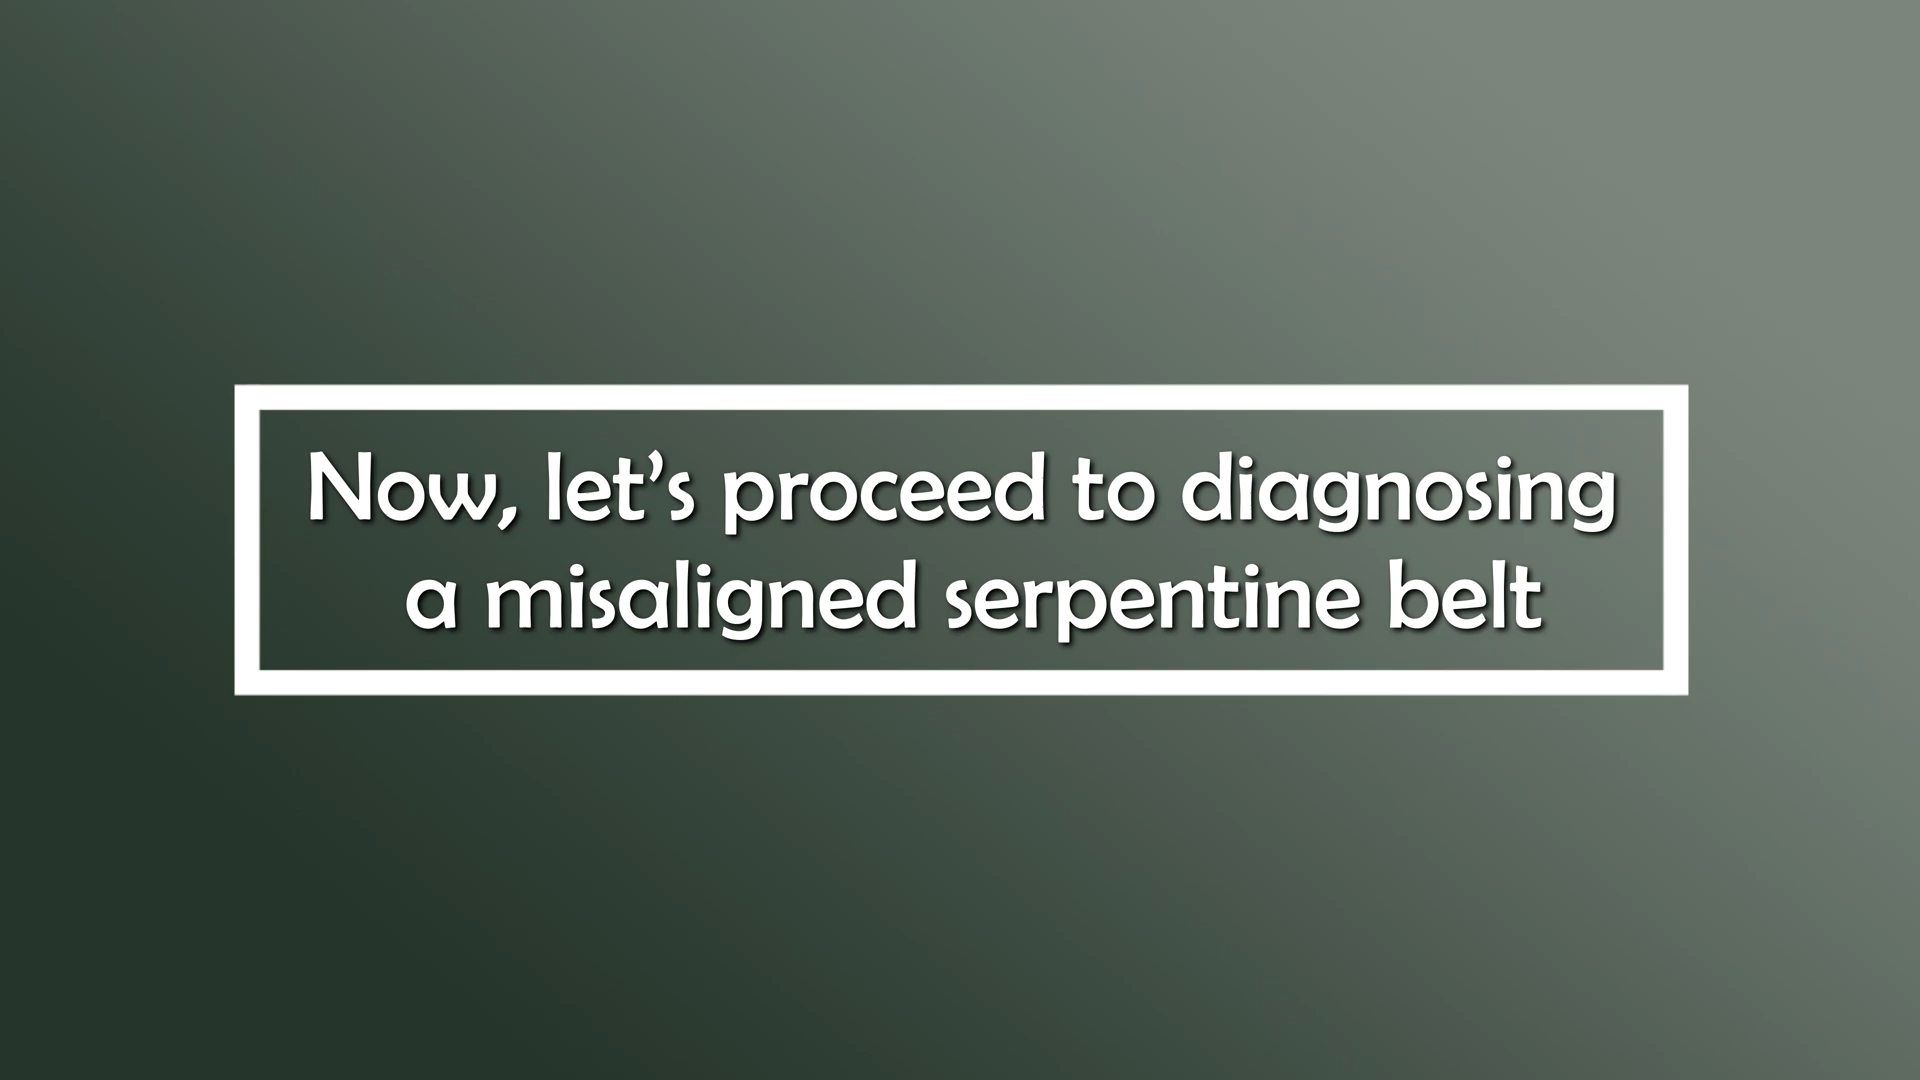 Now, let’s proceed to diagnosing
a misaligned serpentine belt